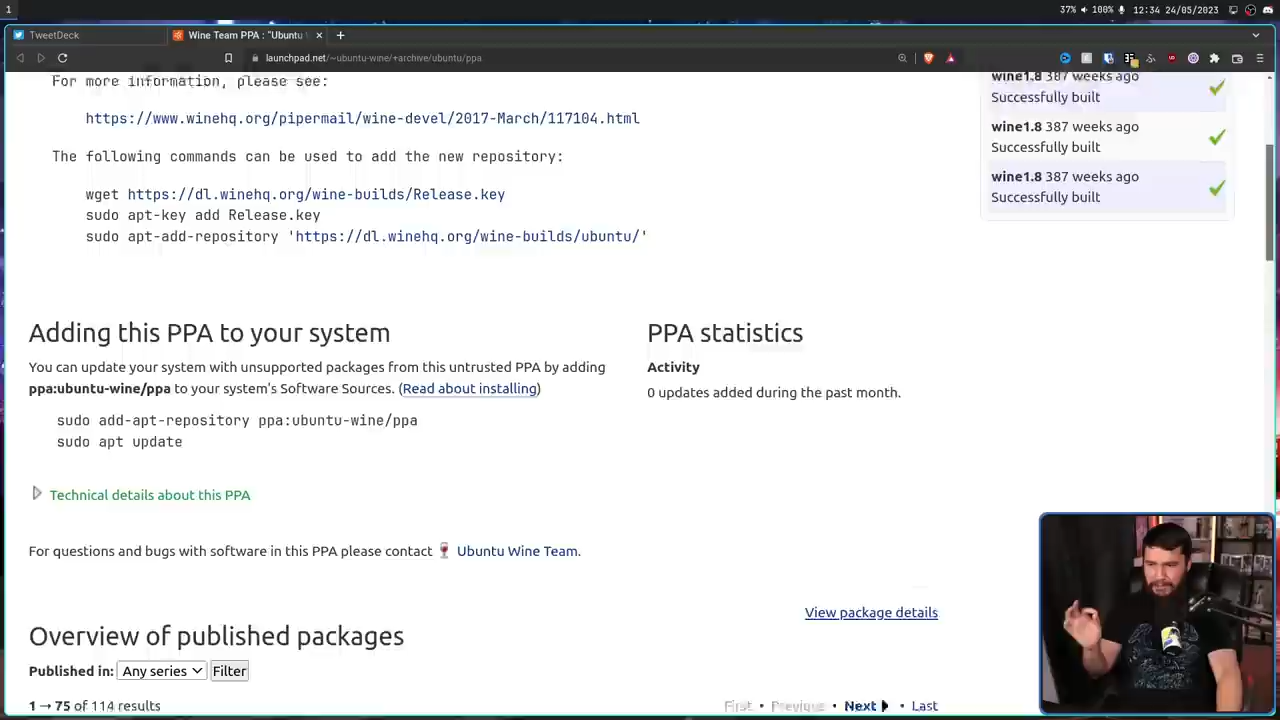 1
37% 100% 12:34 24/05/2023
TweetDeck
Wine Team PPA : "Ubuntu
launchpad.net/~ubuntu-wine/+archive/ubuntu/ppa
For more information, please see:
https://www.winehq.org/pipermail/wine-devel/2017-March/117104.html
The following commands can be used to add the new repository:
wget https://dl.winehq.org/wine-builds/Release.key
sudo apt-key add Release.key
sudo apt-add-repository 'https://dl.winehq.org/wine-builds/ubuntu/'
wine1.8 387 weeks ago
Successfully built
wine1.8 387 weeks ago
Successfully built
wine1.8 387 weeks ago
Successfully built
Adding this PPA to your system
You can update your system with unsupported packages from this untrusted PPA by adding
ppa:ubuntu-wine/ppa to your system's Software Sources. (Read about installing)
sudo add-apt-repository ppa:ubuntu-wine/ppa
sudo apt update
Technical details about this PPA
For questions and bugs with software in this PPA please contact Ubuntu Wine Team.
PPA statistics
Activity
0 updates added during the past month.
View package details
Overview of published packages
Published in: Any series Filter
1 → 75 of 114 results
First • Previous • Next • Last